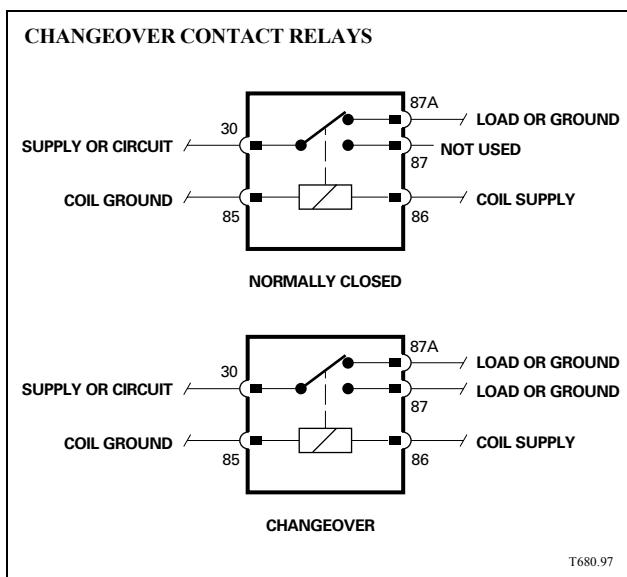 CHANGEOVER CONTACT RELAYS
87A
30
LOAD OR GROUND
SUPPLY OR CIRCUIT
NOT USED
87
COIL GROUND
COIL SUPPLY
85
86
NORMALLY CLOSED
87A
30
LOAD OR GROUND
SUPPLY OR CIRCUIT
LOAD OR GROUND
87
COIL GROUND
COIL SUPPLY
85
86
CHANGEOVER
T680.97